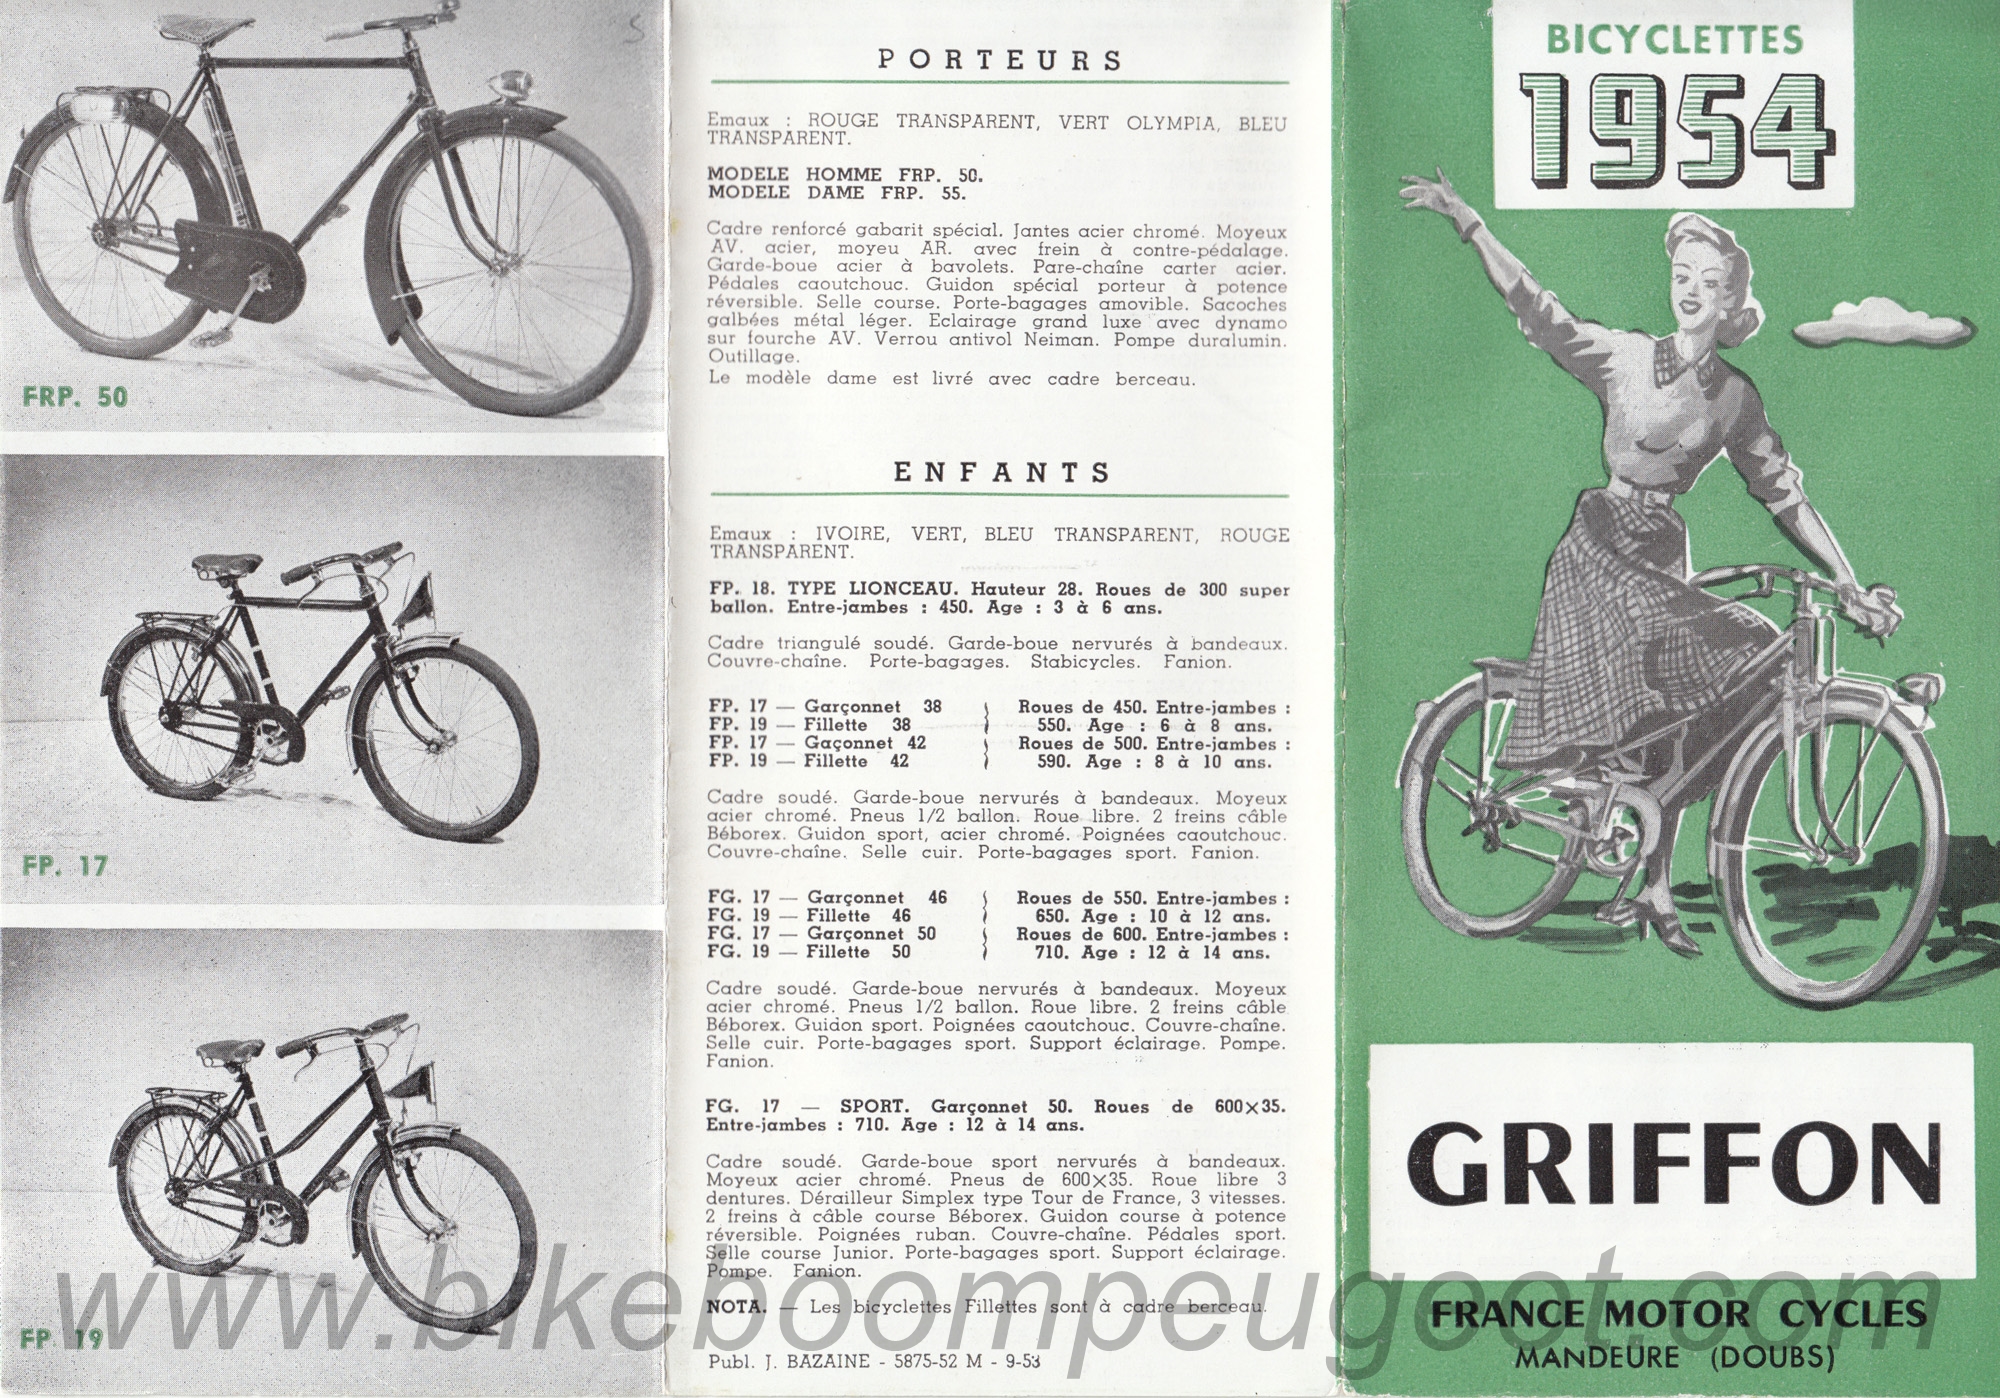 FRP. 50
FP. 17
FP 19
PORTEURS
Emaux : ROUGE TRANSPARENT, VERT OLYMPIA, BLEU
TRANSPARENT.
MODELE HOMME FRP. 50.
MODELE DAME FRP. 55.
Cadre renforcé gabarit spécial. Jantes acier chromé. Moyeux
AV. acier, moyeu AR. avec frein à contre-pédalage.
Garde-boue acier à bavolets. Pare-chaîne carter acier.
Pédales caoutchouc. Guidon spécial porteur à potence
réversible. Selle course. Porte-bagages amovible. Sacoches
galbées métal léger. Eclairage grand luxe avec dynamo
sur fourche AV. Verrou antivol Neiman. Pompe duralumin.
Outillage.
Le modèle dame est livré avec cadre berceau.
ENFANTS
Emaux : IVOIRE, VERT, BLEU TRANSPARENT, ROUGE
TRANSPARENT.
FP. 18. TYPE LIONCEAU. Hauteur 28. Roues de 300 super
ballon. Entre-jambes : 450. Age : 3 à 6 ans.
Cadre triangulé soudé. Garde-boue nervurés à bandeaux.
Couvre-chaîne. Porte-bagages. Stabicycles. Fanion.
FP. 17 — Garçonnet 38 Roues de 450. Entre-jambes :
FP. 19 — Fillette 38 550. Age : 6 à 8 ans.
FP. 17 — Gaçonnet 42 Roues de 500. Entre-jambes :
FP. 19 — Fillette 42 590. Age : 8 à 10 ans.
Cadre soudé. Garde-boue nervurés à bandeaux. Moyeux
acier chromé. Pneus 1/2 ballon. Roue libre. 2 freins câble
Béborex. Guidon sport, acier chromé. Poignées caoutchouc.
Couvre-chaîne. Selle cuir. Porte-bagages sport. Fanion.
FG. 17 — Garçonnet 46 Roues de 550. Entre-jambes :
FG. 19 — Fillette 46 650. Age : 10 à 12 ans.
FG. 17 — Garçonnet 50 Roues de 600. Entre-jambes :
FG. 19 — Fillette 50 710. Age : 12 à 14 ans.
Cadre soudé. Garde-boue nervurés à bandeaux. Moyeux
acier chromé. Pneus 1/2 ballon. Roue libre. 2 freins câble
Béborex. Guidon sport. Poignées caoutchouc. Couvre-chaîne.
Selle cuir. Porte-bagages sport. Support éclairage. Pompe.
Fanion.
FG. 17 — SPORT. Garçonnet 50. Roues de 600×35.
Entre-jambes : 710. Age : 12 à 14 ans.
Cadre soudé. Garde-boue sport nervurés à bandeaux.
Moyeux acier chromé. Pneus de 600×35. Roue libre 3
dentures. Dérailleur Simplex type Tour de France, 3 vitesses.
2 freins à câble course Béborex. Guidon course à potence
réversible. Poignées ruban. Couvre-chaîne. Pédales sport.
Selle course Junior. Porte-bagages sport. Support éclairage.
Pompe. Fanion.
NOTA. — Les bicyclettes Fillettes sont à cadre berceau.
Publ. J. BAZAINE - 5875-52 M - 9-53
BICYCLETTES
1954
GRIFFON
FRANCE MOTOR CYCLES
MANDEURE (DOUBS)
www.bikeboompeugeot.com